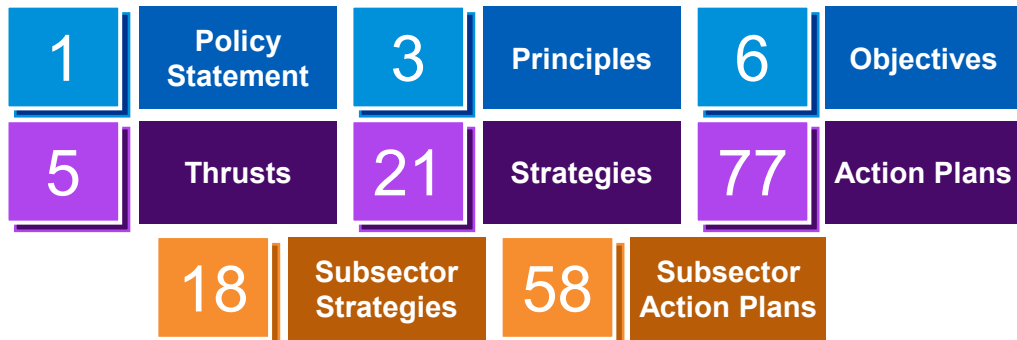 1
Policy
Statement
3
Principles
6
Objectives
5
Thrusts
21
Strategies
77
Action Plans
18
Subsector
Strategies
58
Subsector
Action Plans